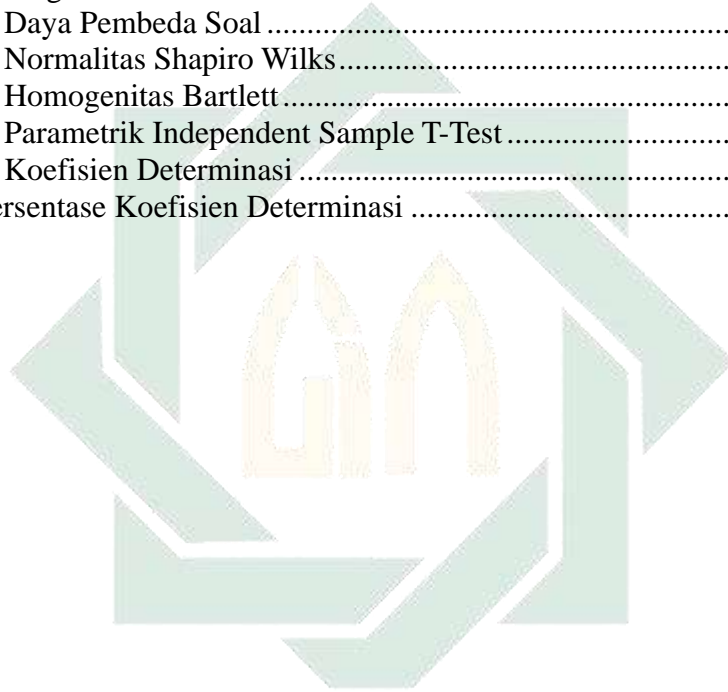 Daya Pembeda Soal ........................................................
Normalitas Shapiro Wilks ...............................................
Homogenitas Bartlett ......................................................
Parametrik Independent Sample T-Test ...........................
Koefisien Determinasi ....................................................
ersentase Koefisien Determinasi .......................................